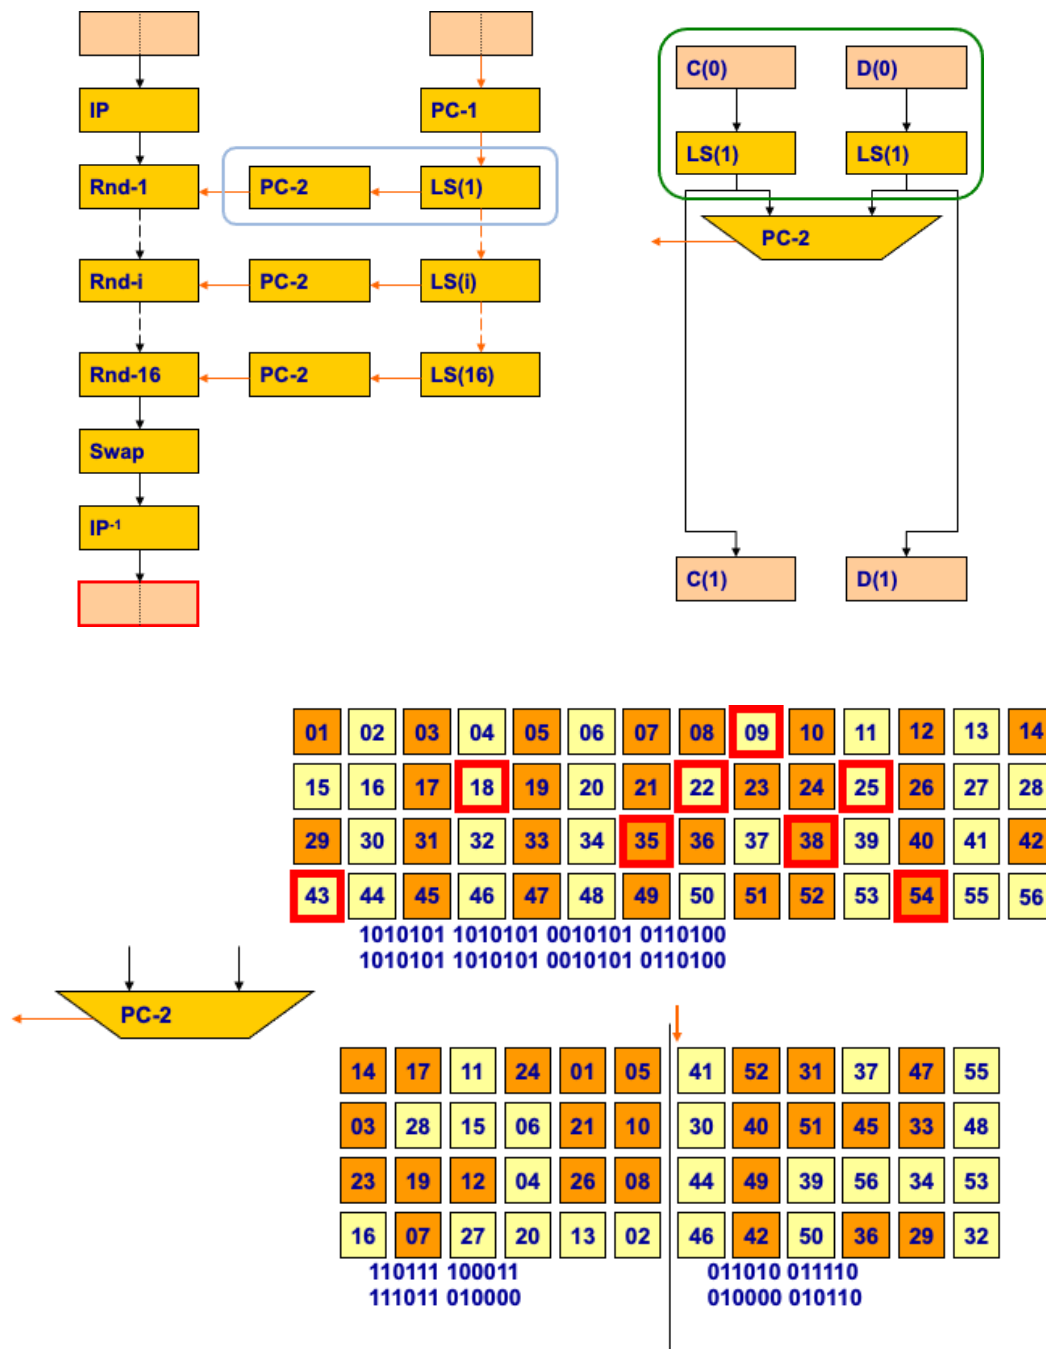 C(0) D(0)
IP PC-1
LS(1) LS(1)
Rnd-1 PC-2 LS(1)
PC-2
Rnd-i PC-2 LS(i)
Rnd-16 PC-2 LS(16)
Swap
IP-1
C(1) D(1)
01 02 03 04 05 06 07 08 09 10 11 12 13 14
15 16 17 18 19 20 21 22 23 24 25 26 27 28
29 30 31 32 33 34 35 36 37 38 39 40 41 42
43 44 45 46 47 48 49 50 51 52 53 54 55 56
1010101 1010101 0010101 0110100
1010101 1010101 0010101 0110100
PC-2
14 17 11 24 01 05 41 52 31 37 47 55
03 28 15 06 21 10 30 40 51 45 33 48
23 19 12 04 26 08 44 49 39 56 34 53
16 07 27 20 13 02 46 42 50 36 29 32
110111 100011 011010 011110
111011 010000 010000 010110